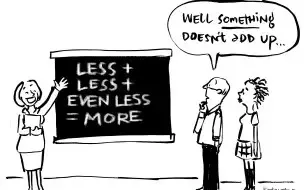 WELL SOMETHING
DOESN'T ADD UP...
LESS +
LESS +
EVEN LESS
= MORE